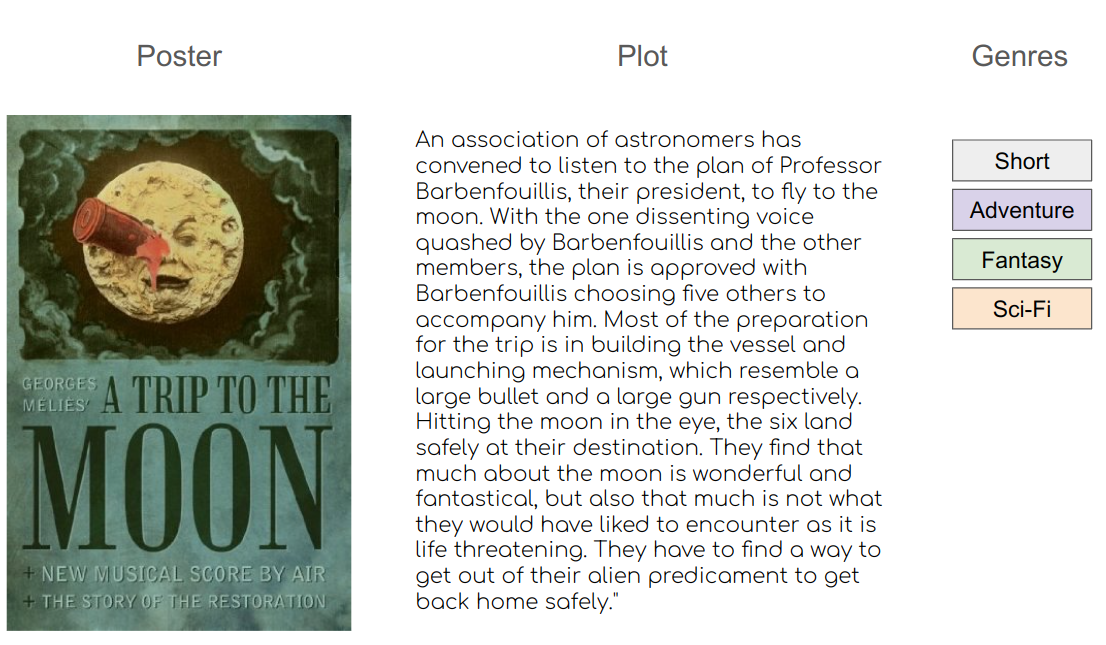 Poster
Plot
Genres
GEORGES
MÉLIÈS' A TRIP TO THE
MOON
+ NEW MUSICAL SCORE BY AIR
+ THE STORY OF THE RESTORATION
An association of astronomers has
convened to listen to the plan of Professor
Barbenfouillis, their president, to fly to the
moon. With the one dissenting voice
quashed by Barbenfouillis and the other
members, the plan is approved with
Barbenfouillis choosing five others to
accompany him. Most of the preparation
for the trip is in building the vessel and
launching mechanism, which resemble a
large bullet and a large gun respectively.
Hitting the moon in the eye, the six land
safely at their destination. They find that
much about the moon is wonderful and
fantastical, but also that much is not what
they would have liked to encounter as it is
life threatening. They have to find a way to
get out of their alien predicament to get
back home safely."
Short
Adventure
Fantasy
Sci-Fi